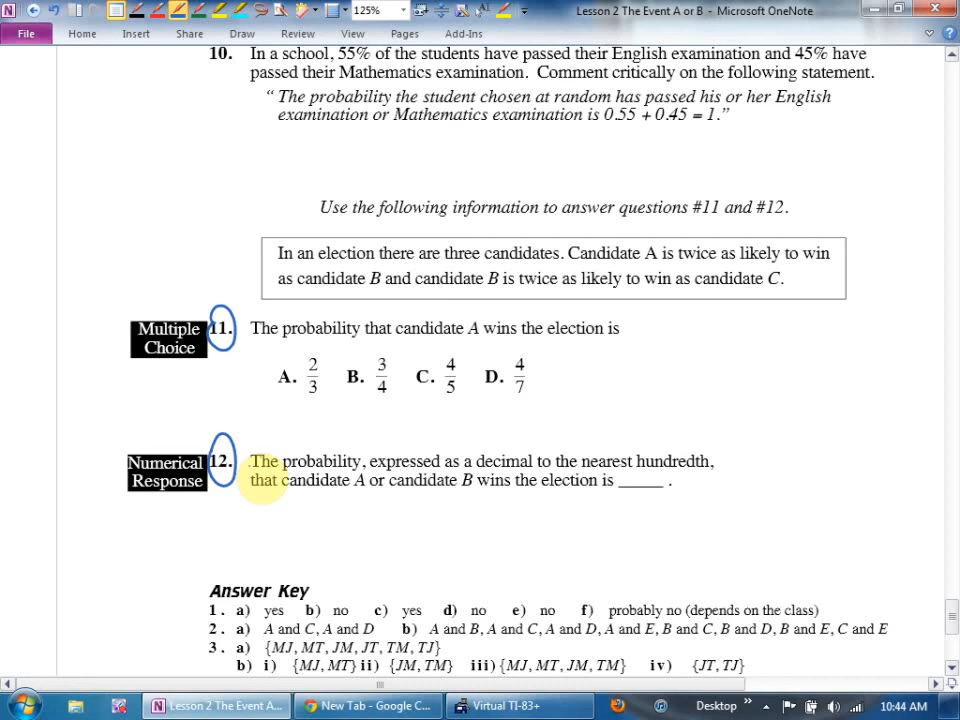 125%
Lesson 2 The Event A or B - Microsoft OneNote
File Home Insert Share Draw Review View Pages Add-Ins
10. In a school, 55% of the students have passed their English examination and 45% have
passed their Mathematics examination. Comment critically on the following statement.
“ The probability the student chosen at random has passed his or her English
examination or Mathematics examination is 0.55 + 0.45 = 1.”
Use the following information to answer questions #11 and #12.
In an election there are three candidates. Candidate A is twice as likely to win
as candidate B and candidate B is twice as likely to win as candidate C.
Multiple Choice
11. The probability that candidate A wins the election is
A. 2/3 B. 3/4 C. 4/5 D. 4/7
Numerical Response
12. The probability, expressed as a decimal to the nearest hundredth,
that candidate A or candidate B wins the election is _____ .
Answer Key
1. a) yes b) no c) yes d) no e) no f) probably no (depends on the class)
2. a) A and C, A and D b) A and B, A and C, A and D, A and E, B and C, B and D, B and E, C and E
3. a) {MJ, MT, JM, JT, TM, TJ}
b) i) {MJ, MT} ii) {JM, TM} iii) {MJ, MT, JM, TM} iv) {JT, TJ}
Lesson 2 The Event A... New Tab - Google C... Virtual TI-83+ Desktop » 10:44 AM